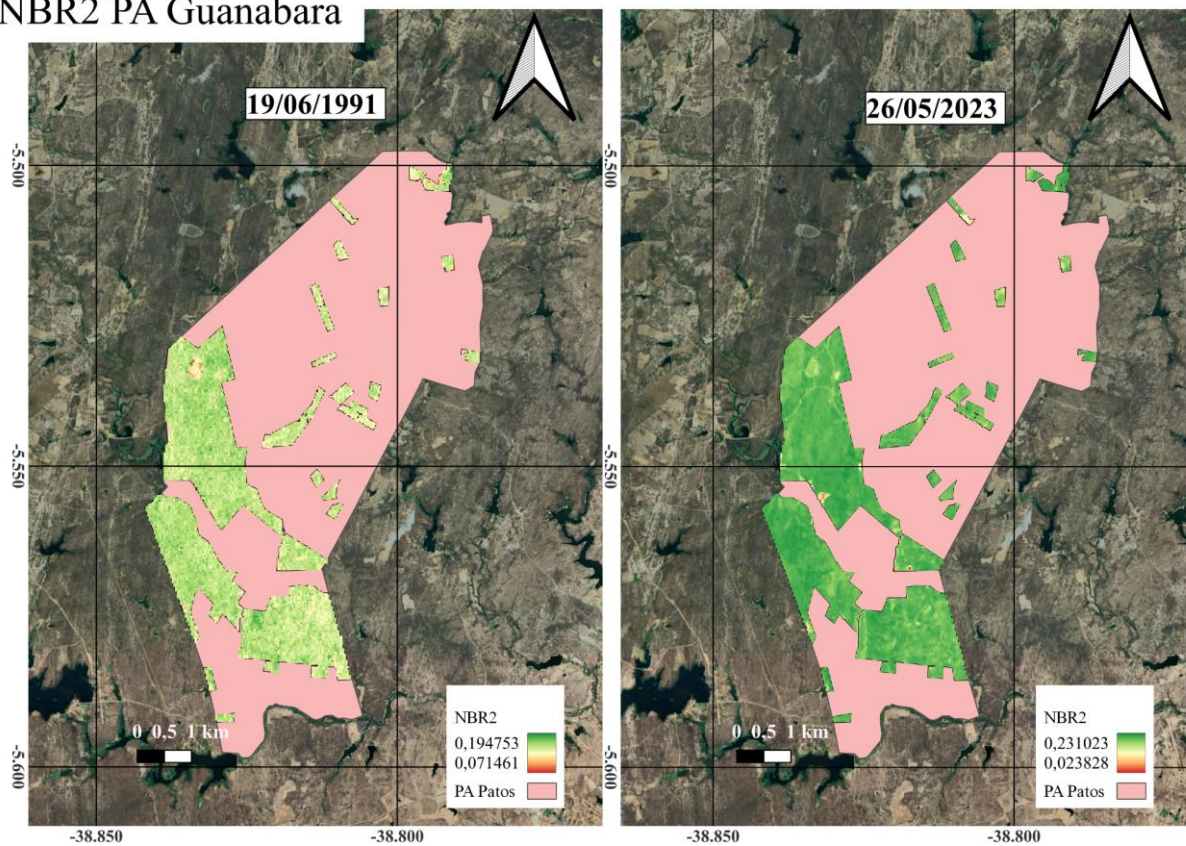 NBR2 PA Guanabara
19/06/1991
26/05/2023
-5.500
-5.550
-5.600
-38.850
-38.800
0 0,5 1 km
NBR2
0,194753
0,071461
PA Patos
-5.500
-5.550
-5.600
-38.850
-38.800
0 0,5 1 km
NBR2
0,231023
0,023828
PA Patos